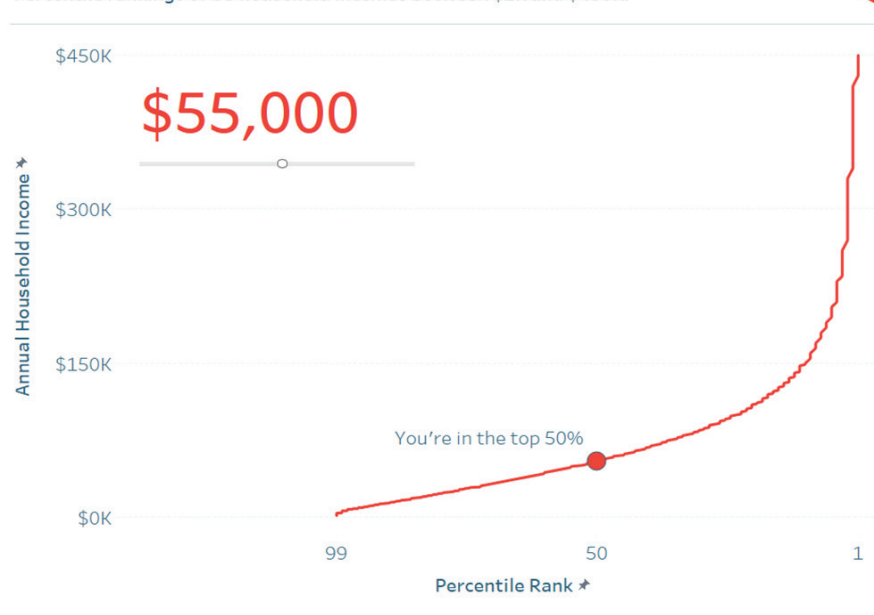 $450K
$55,000
Annual Household Income
$300K
$150K
You're in the top 50%
$0K
99
50
1
Percentile Rank